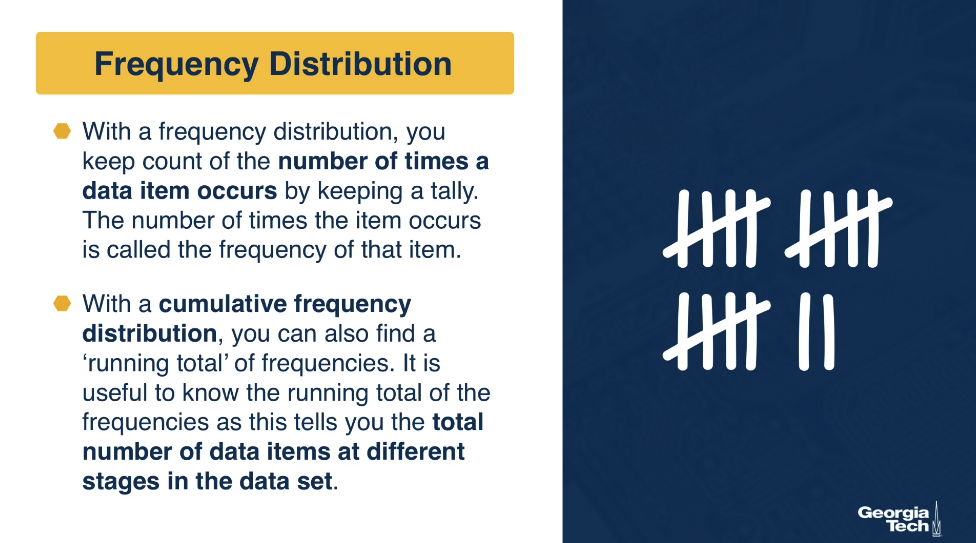 Frequency Distribution
With a frequency distribution, you
keep count of the number of times a
data item occurs by keeping a tally.
The number of times the item occurs
is called the frequency of that item.
With a cumulative frequency
distribution, you can also find a
‘running total’ of frequencies. It is
useful to know the running total of the
frequencies as this tells you the total
number of data items at different
stages in the data set.
Georgia
Tech